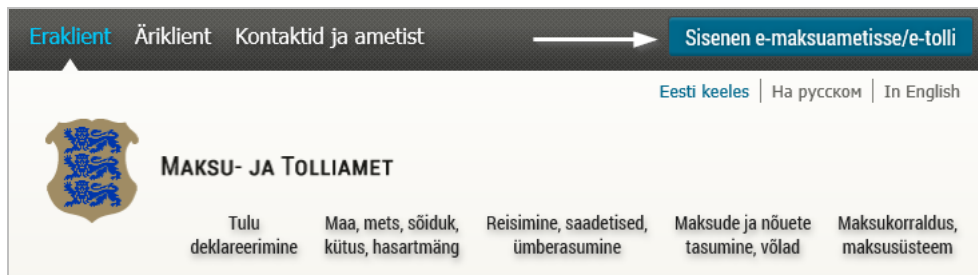 Eraklient Äriklient Kontaktid ja ametist Sisenen e-maksuametisse/e-tolli
Eesti keeles На русском In English
MAKSU- JA TOLLIAMET
Tulu deklareerimine
Maa, mets, sõiduk, kütus, hasartmäng
Reisimine, saadetised, ümberasumine
Maksude ja nõuete tasumine, võlad
Maksukorraldus, maksusüsteem